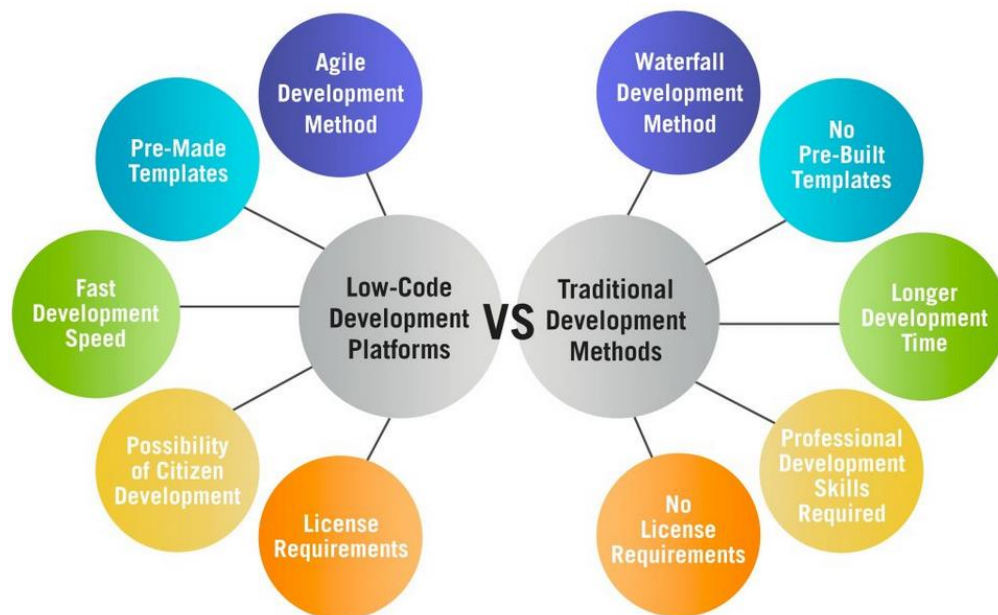 Agile
Development
Method
Pre-Made
Templates
Fast
Development
Speed
Possibility
of Citizen
Development
License
Requirements
Low-Code
Development
Platforms
VS
Traditional
Development
Methods
Waterfall
Development
Method
No
Pre-Built
Templates
Longer
Development
Time
Professional
Development
Skills
Required
No
License
Requirements